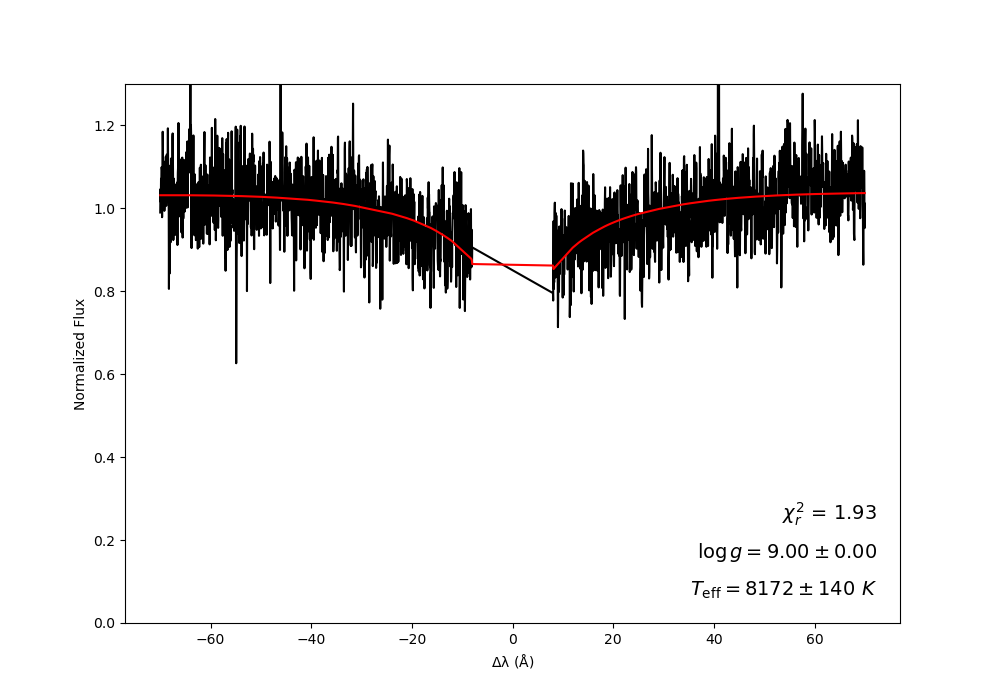 1.2
1.0
0.8
0.6
0.4
0.2
0.0
Normalized Flux
χ²ᵣ = 1.93
log g = 9.00 ± 0.00
T_eff = 8172 ± 140 K
−60 −40 −20 0 20 40 60
Δλ (Å)